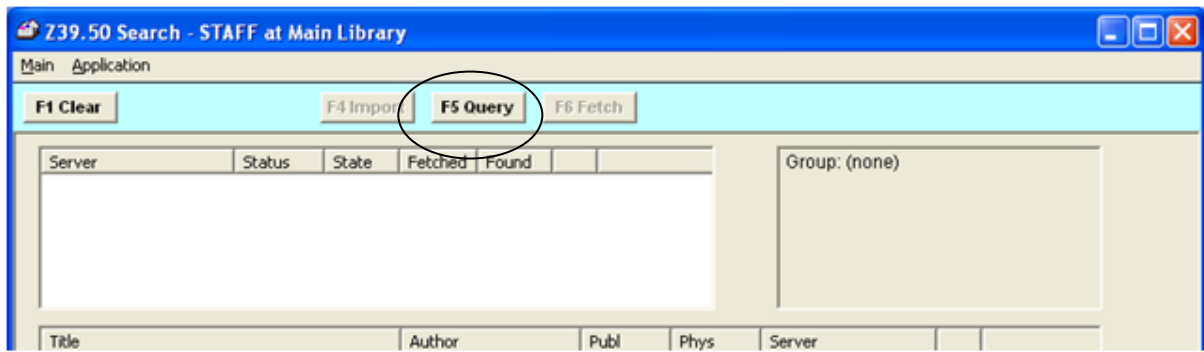 Z39.50 Search - STAFF at Main Library
Main Application
F1 Clear F4 Import F5 Query F6 Fetch
Server Status State Fetched Found Group: (none)
Title Author Publ Phys Server